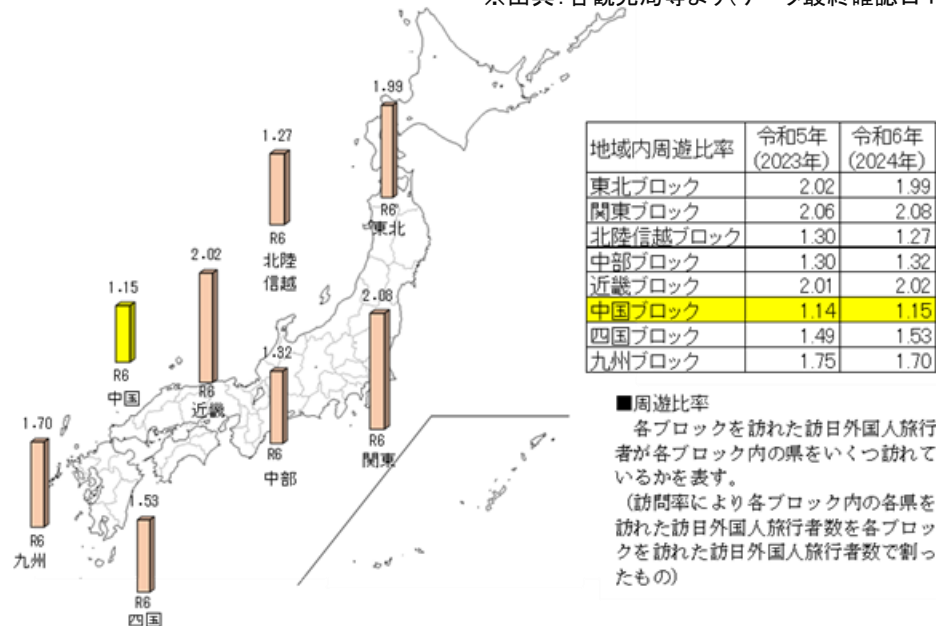 1.99
R6
東北
1.27
R6
北陸
信越
2.02
R6
近畿
2.08
R6
関東
1.15
R6
中国
1.32
R6
中部
1.70
R6
九州
1.53
R6
四国
地域内周遊比率 令和5年(2023年) 令和6年(2024年)
東北ブロック 2.02 1.99
関東ブロック 2.06 2.08
北陸信越ブロック 1.30 1.27
中部ブロック 1.30 1.32
近畿ブロック 2.01 2.02
中国ブロック 1.14 1.15
四国ブロック 1.49 1.53
九州ブロック 1.75 1.70
■周遊比率
各ブロックを訪れた訪日外国人旅行
者が各ブロック内の県をいくつ訪れて
いるかを表す。
(訪問率により各ブロック内の各県を
訪れた訪日外国人旅行者数を各ブロッ
クを訪れた訪日外国人旅行者数で割っ
たもの)